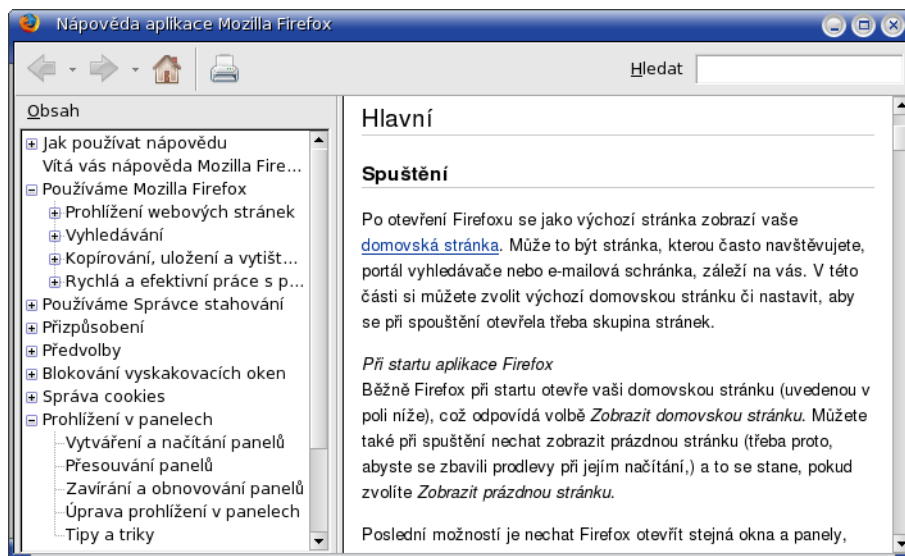 Nápověda aplikace Mozilla Firefox
Hledat
Obsah
Jak používat nápovědu
Vítá vás nápověda Mozilla Fire...
Používáme Mozilla Firefox
Prohlížení webových stránek
Vyhledávání
Kopírování, uložení a vytišt...
Rychlá a efektivní práce s p...
Používáme Správce stahování
Přizpůsobení
Předvolby
Blokování vyskakovacích oken
Správa cookies
Prohlížení v panelech
Vytváření a načítání panelů
Přesouvání panelů
Zavírání a obnovování panelů
Úprava prohlížení v panelech
Tipy a triky
Hlavní
Spuštění
Po otevření Firefoxu se jako výchozí stránka zobrazí vaše
domovská stránka. Může to být stránka, kterou často navštěvujete,
portál vyhledávače nebo e-mailová schránka, záleží na vás. V této
části si můžete zvolit výchozí domovskou stránku či nastavit, aby
se při spouštění otevřela třeba skupina stránek.
Při startu aplikace Firefox
Běžně Firefox při startu otevře vaši domovskou stránku (uvedenou v
poli níže), což odpovídá volbě Zobrazit domovskou stránku. Můžete
také při spuštění nechat zobrazit prázdnou stránku (třeba proto,
abyste se zbavili prodlevy při jejím načítání,) a to se stane, pokud
zvolíte Zobrazit prázdnou stránku.
Poslední možností je nechat Firefox otevřít stejná okna a panely,